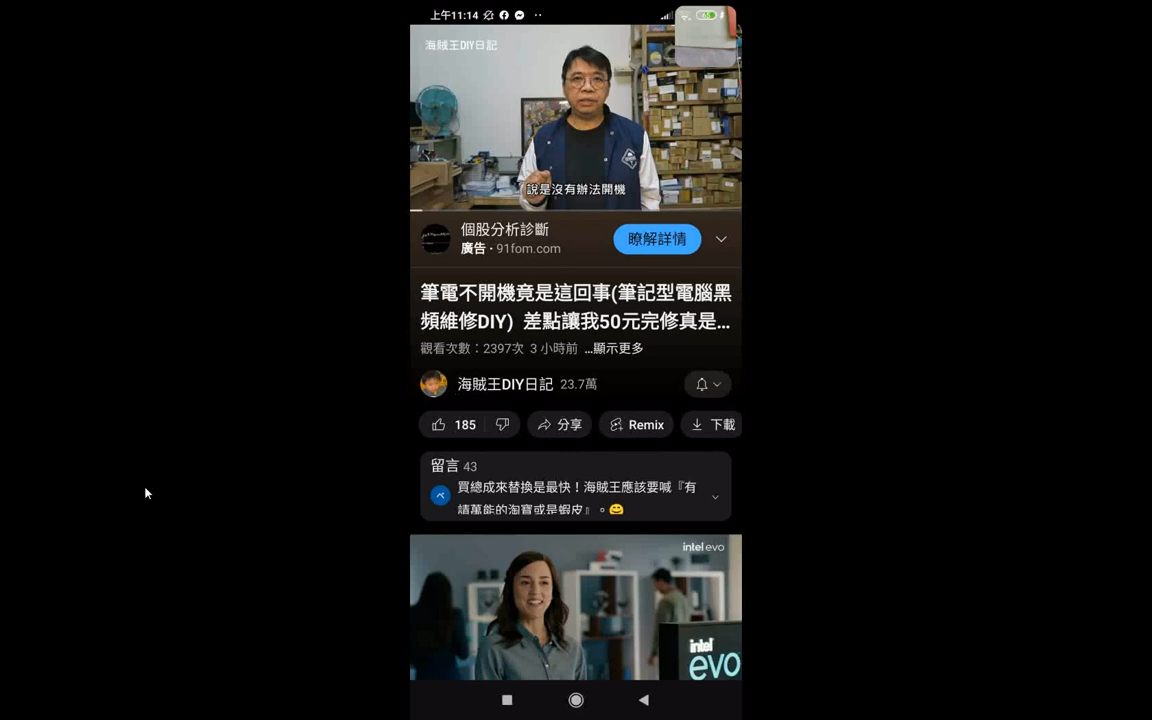 上午11:14
海賊王DIY日記
說是沒有辦法開機
個股分析診斷
廣告・91fom.com
瞭解詳情
筆電不開機竟是這回事(筆記型電腦黑
頻維修DIY) 差點讓我50元完修真是...
觀看次數：2397次 3 小時前 ...顯示更多
海賊王DIY日記 23.7萬
185 分享 Remix 下載
留言 43
買總成來替換是最快！海賊王應該要喊『有
請萬能的淘寶或是蝦皮』。😄
intel evo
intel
evo